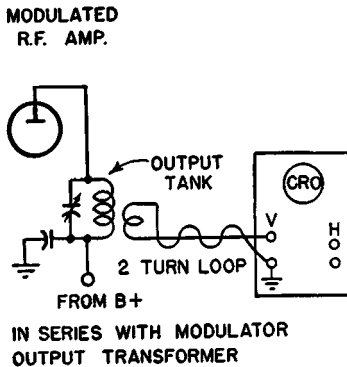 MODULATED
R.F. AMP.
OUTPUT
TANK
CRO
V
H
2 TURN LOOP
FROM B+
IN SERIES WITH MODULATOR
OUTPUT TRANSFORMER